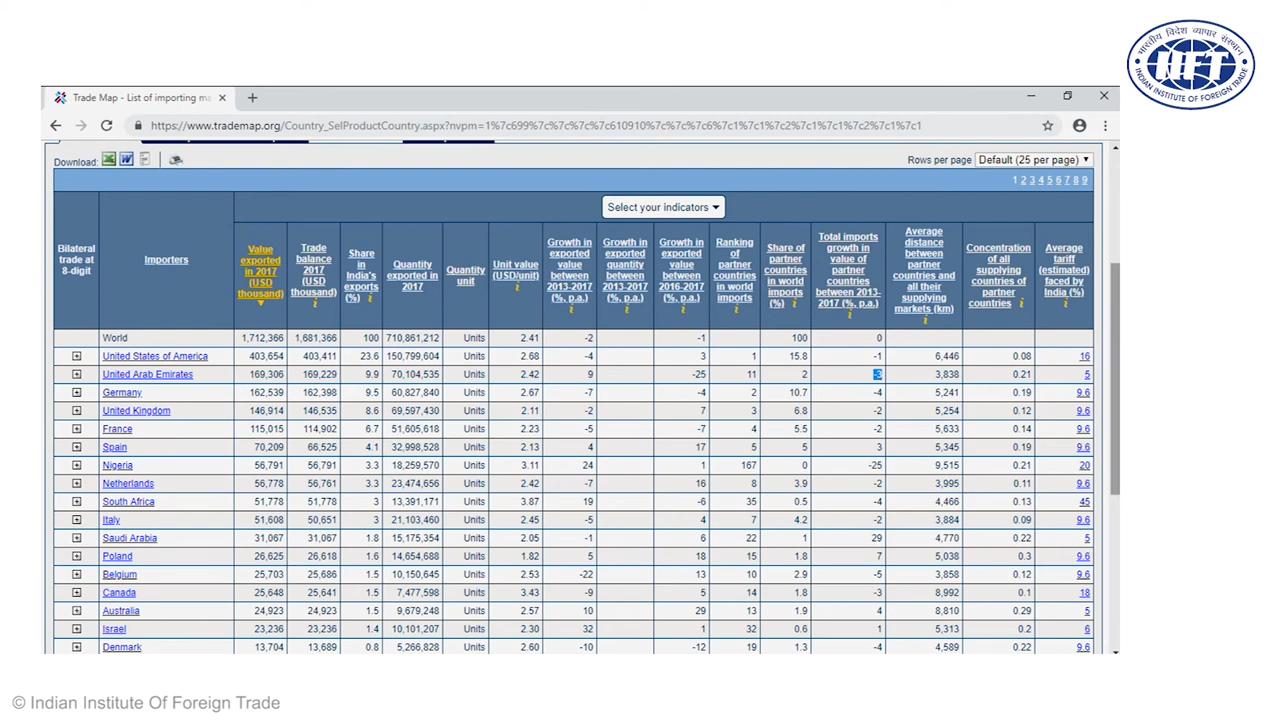 भारतीय विदेश व्यापार संस्थान
IIFT
INDIAN INSTITUTE OF FOREIGN TRADE
Trade Map - List of importing ma
https://www.trademap.org/Country_SelProductCountry.aspx?nvpm=1%7c699%7c%7c%7c%7c610910%7c%7c%7c6%7c1%7c1%7c2%7c1%7c1%7c2%7c1%7c1
Download: Rows per page Default (25 per page)
1 2 3 4 5 6 7 8 9
Select your indicators
Bilateral trade at 8-digit
Importers
Value exported in 2017 (USD thousand)
Trade balance 2017 (USD thousand)
Share in India's exports (%)
Quantity exported in 2017
Quantity unit
Unit value (USD/unit)
Growth in exported value between 2013-2017 (%, p.a.)
Growth in exported quantity between 2013-2017 (%, p.a.)
Growth in exported value between 2016-2017 (%, p.a.)
Ranking of partner countries in world imports
Share of partner countries in world imports (%)
Total imports growth in value of partner countries between 2013-2017 (%, p.a.)
Average distance between partner countries and all their supplying markets (km)
Concentration of all supplying countries of partner countries
Average tariff (estimated) faced by India (%)
World 1,712,366 1,681,366 100 710,861,212 Units 2.41 -2 -1 100 0
United States of America 403,654 403,411 23.6 150,799,604 Units 2.68 -4 3 1 15.8 -1 6,446 0.08 16
United Arab Emirates 169,306 169,229 9.9 70,104,535 Units 2.42 9 -25 11 2 -3 3,838 0.21 5
Germany 162,539 162,398 9.5 60,827,840 Units 2.67 -7 -4 2 10.7 -4 5,241 0.19 9.6
United Kingdom 146,914 146,535 8.6 69,597,430 Units 2.11 -2 7 3 6.8 -2 5,254 0.12 9.6
France 115,015 114,902 6.7 51,605,618 Units 2.23 -5 -7 4 5.5 -2 5,633 0.14 9.6
Spain 70,209 66,525 4.1 32,998,528 Units 2.13 4 17 5 5 3 5,345 0.19 9.6
Nigeria 56,791 56,791 3.3 18,259,570 Units 3.11 24 1 167 0 -25 9,515 0.21 20
Netherlands 56,778 56,761 3.3 23,474,656 Units 2.42 -7 16 8 3.9 -2 3,995 0.11 9.6
South Africa 51,778 51,778 3 13,391,171 Units 3.87 19 -6 35 0.5 -4 4,466 0.13 45
Italy 51,608 50,651 3 21,103,460 Units 2.45 -5 4 7 4.2 -2 3,884 0.09 9.6
Saudi Arabia 31,067 31,067 1.8 15,175,354 Units 2.05 -1 6 22 1 29 4,770 0.22 5
Poland 26,625 26,618 1.6 14,654,688 Units 1.82 5 18 15 1.8 7 5,038 0.3 9.6
Belgium 25,703 25,686 1.5 10,150,645 Units 2.53 -22 13 10 2.9 -5 3,858 0.12 9.6
Canada 25,648 25,641 1.5 7,477,598 Units 3.43 -9 5 14 1.8 -3 8,992 0.1 18
Australia 24,923 24,923 1.5 9,679,248 Units 2.57 10 29 13 1.9 4 8,810 0.29 5
Israel 23,236 23,236 1.4 10,101,207 Units 2.30 32 1 32 0.6 1 5,313 0.2 6
Denmark 13,704 13,689 0.8 5,266,828 Units 2.60 -10 -12 19 1.3 -4 4,589 0.22 9.6
© Indian Institute Of Foreign Trade